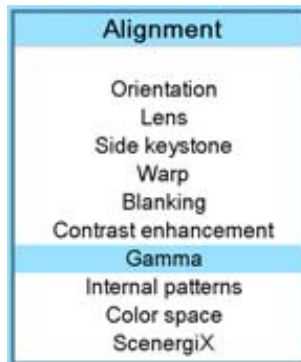 Alignment
Orientation
Lens
Side keystone
Warp
Blanking
Contrast enhancement
Gamma
Internal patterns
Color space
ScenergiX